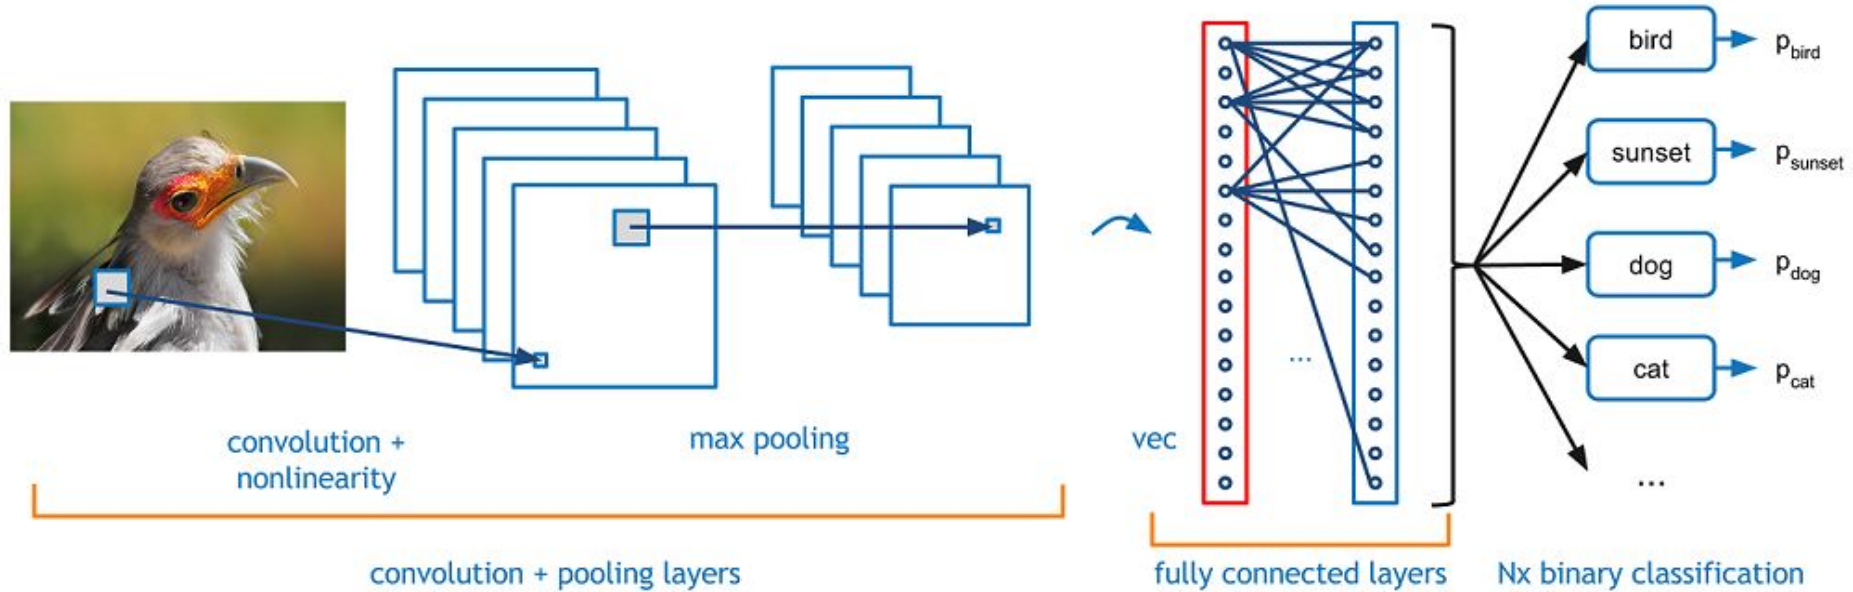 convolution +
nonlinearity
max pooling
convolution + pooling layers
vec
...
fully connected layers
bird
p_bird
sunset
p_sunset
dog
p_dog
cat
p_cat
...
Nx binary classification